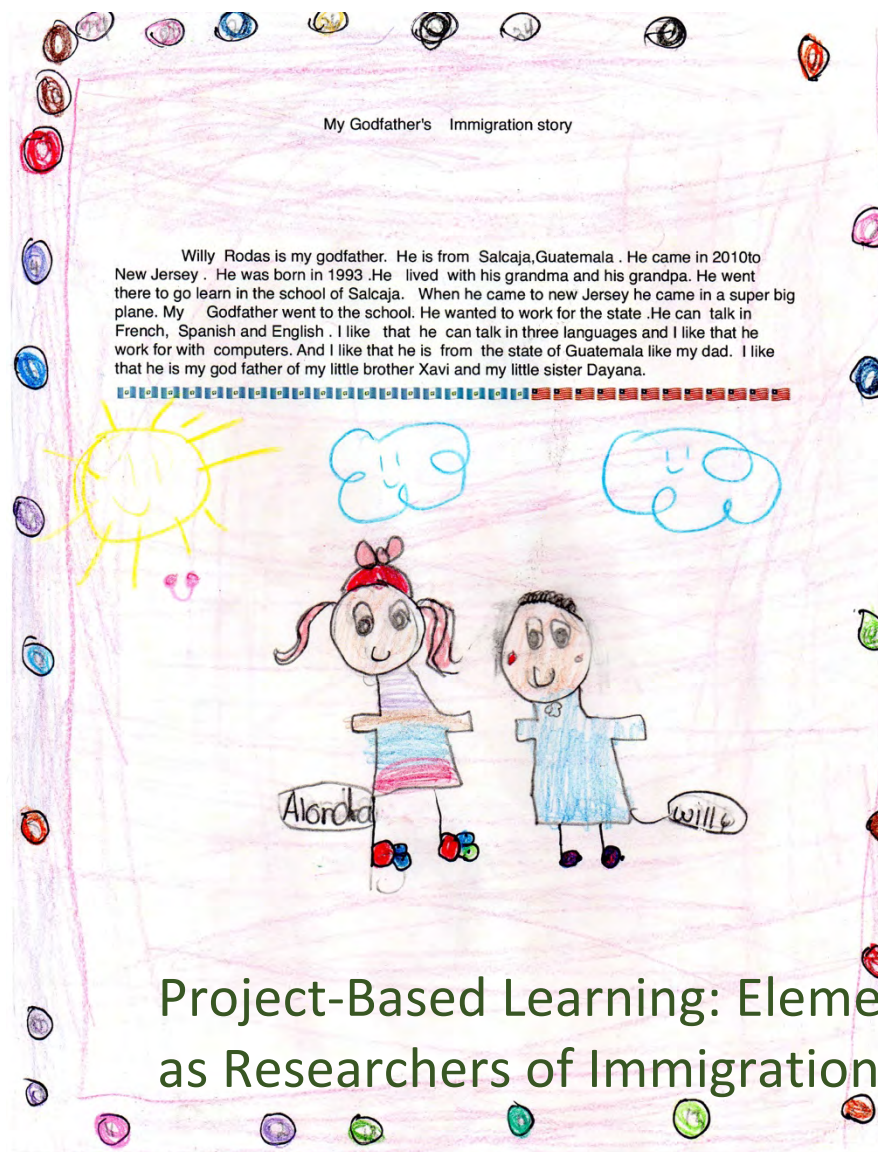 My Godfather's Immigration story
Willy Rodas is my godfather. He is from Salcaja,Guatemala . He came in 2010to
New Jersey . He was born in 1993 .He lived with his grandma and his grandpa. He went
there to go learn in the school of Salcaja. When he came to new Jersey he came in a super big
plane. My Godfather went to the school. He wanted to work for the state .He can talk in
French, Spanish and English . I like that he can talk in three languages and I like that he
work for with computers. And I like that he is from the state of Guatemala like my dad. I like
that he is my god father of my little brother Xavi and my little sister Dayana.
Willy
Project-Based Learning: Eleme
as Researchers of Immigration